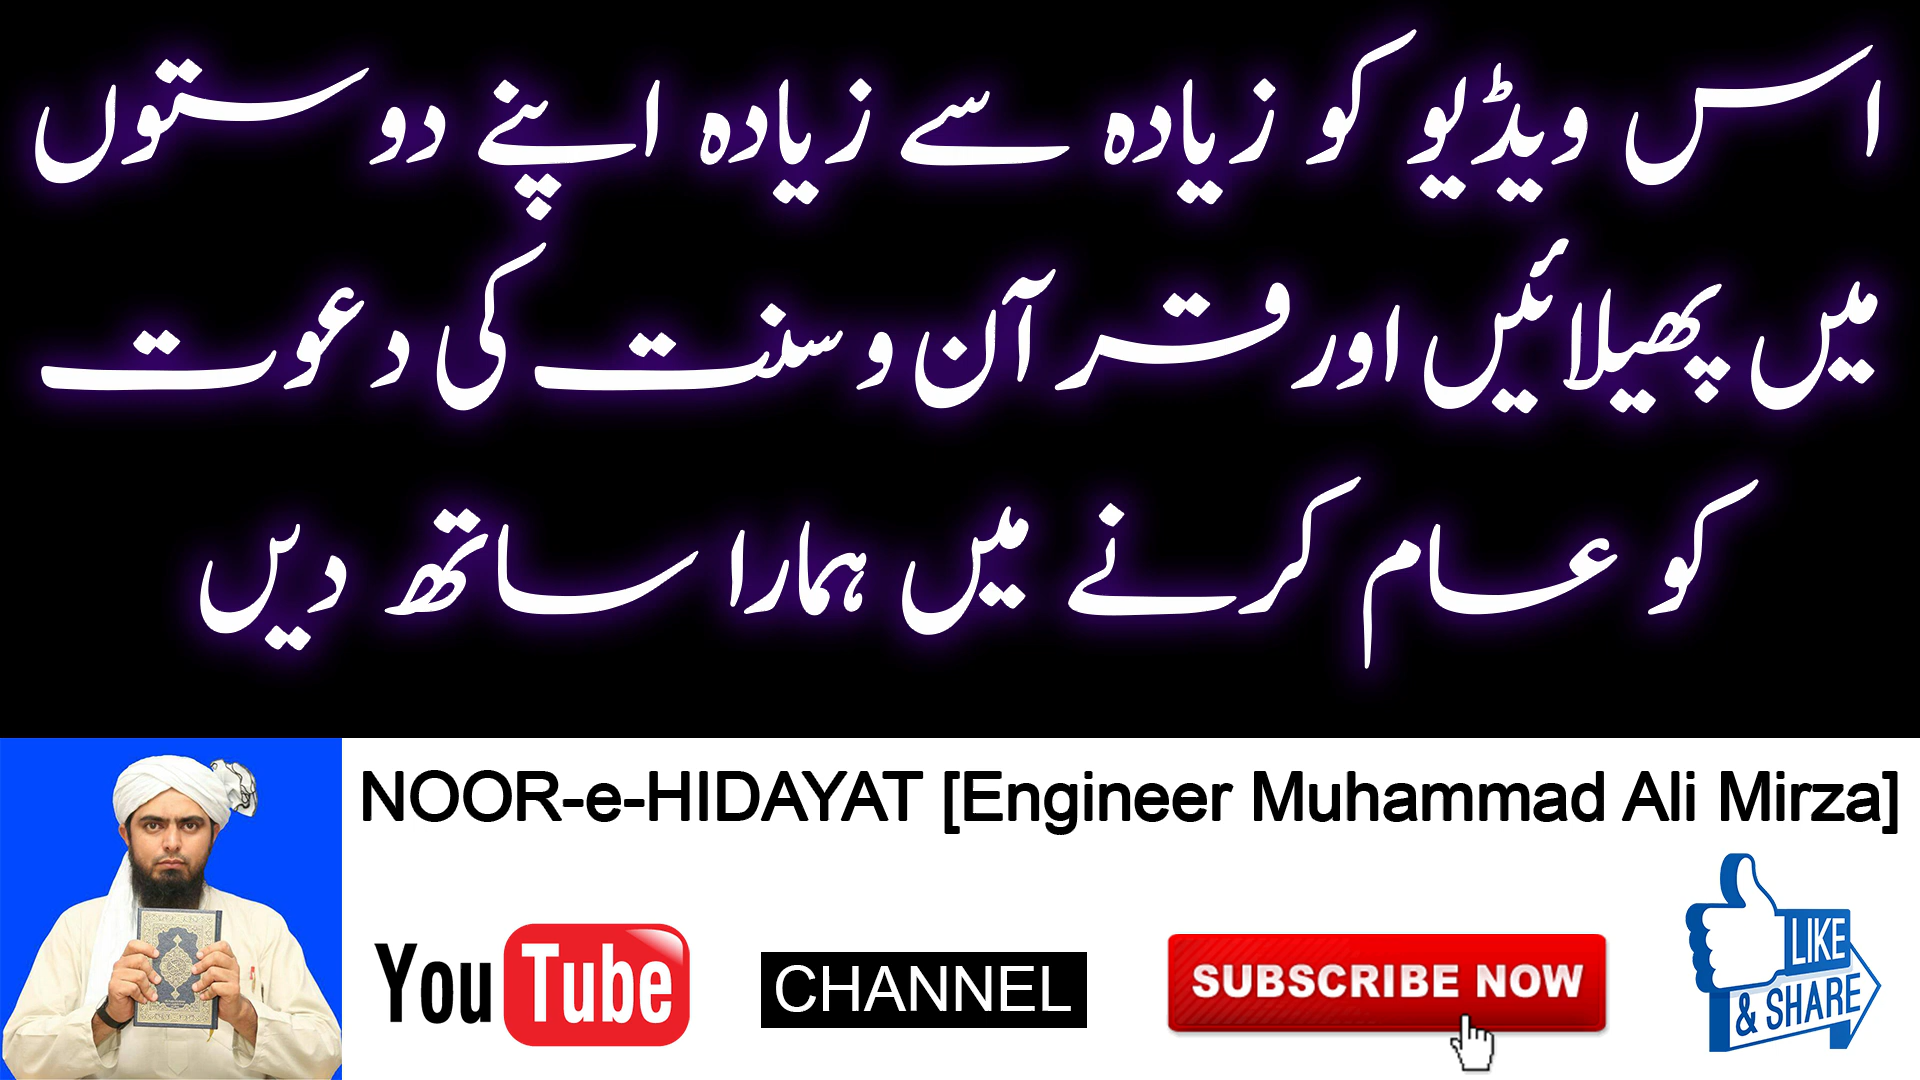 اس ویڈیو کو زیادہ سے زیادہ اپنے دوستوں
میں پھیلائیں اور قرآن و سنت کی دعوت
کو عام کرنے میں ہمارا ساتھ دیں
NOOR-e-HIDAYAT [Engineer Muhammad Ali Mirza]
YouTube CHANNEL SUBSCRIBE NOW
LIKE
& SHARE